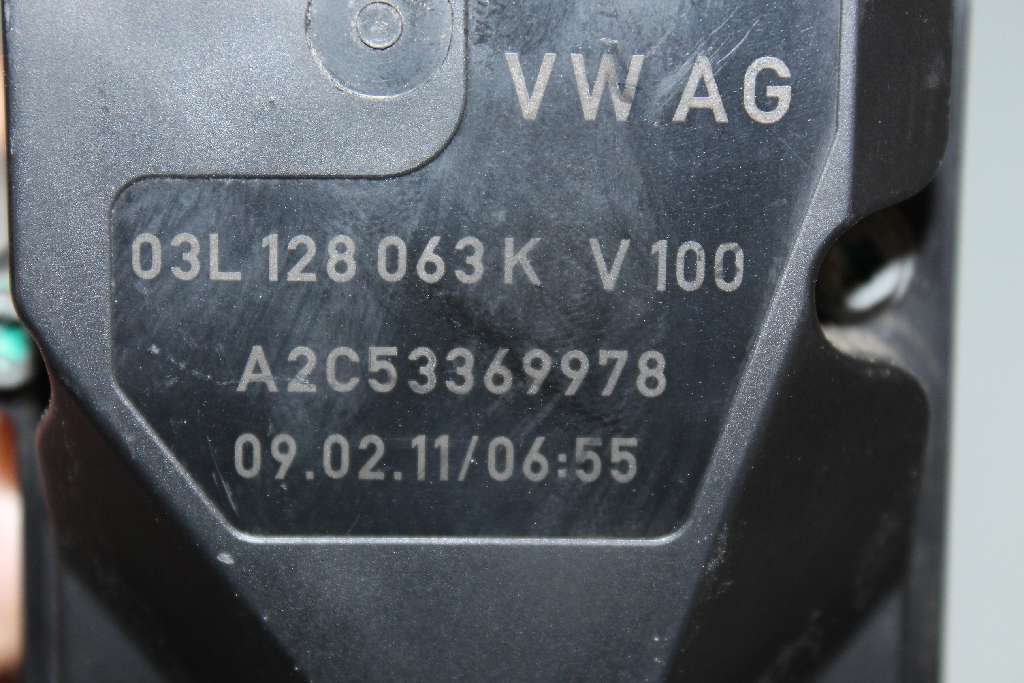 VW AG
03L 128 063 K V 100
A2C53369978
09.02.11/06:55